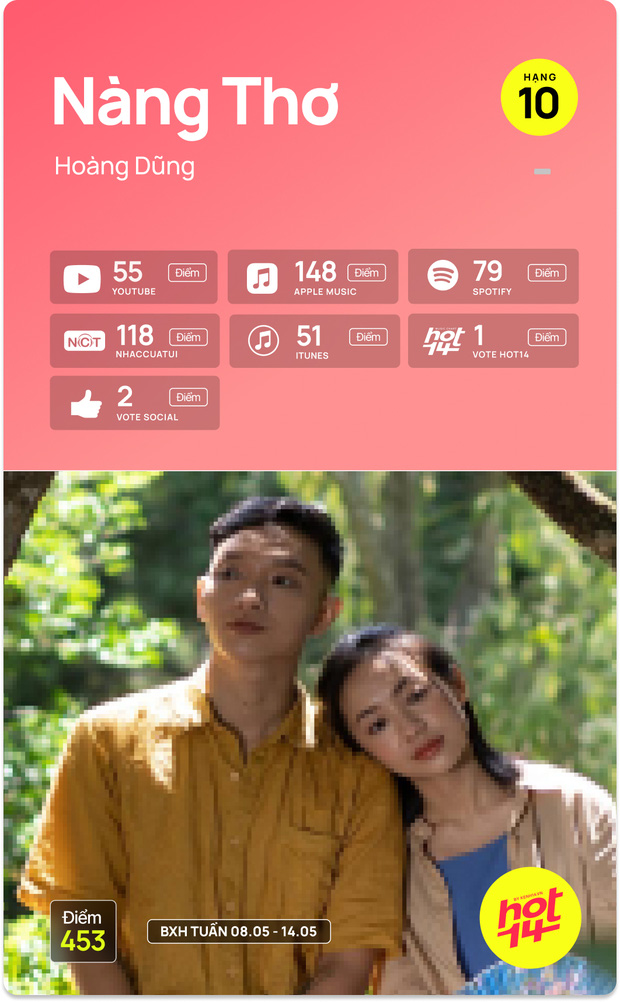 Nàng Thơ
HẠNG
10
Hoàng Dũng
55 Điểm
YOUTUBE
148 Điểm
APPLE MUSIC
79 Điểm
SPOTIFY
NCT 118 Điểm
NHACCUATUI
51 Điểm
ITUNES
hot14 1 Điểm
VOTE HOT14
2 Điểm
VOTE SOCIAL
Điểm
453
BXH TUẦN 08.05 - 14.05
hot
14